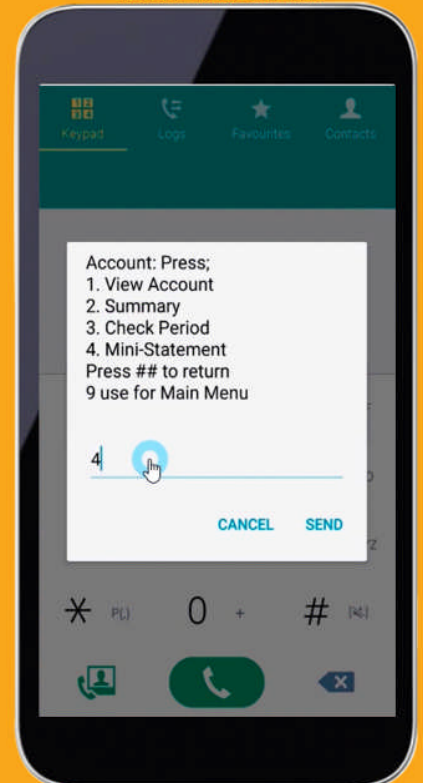 Keypad Logs Favourites Contacts
Account: Press;
1. View Account
2. Summary
3. Check Period
4. Mini-Statement
Press ## to return
9 use for Main Menu
4
CANCEL SEND
P(,) 0 + #